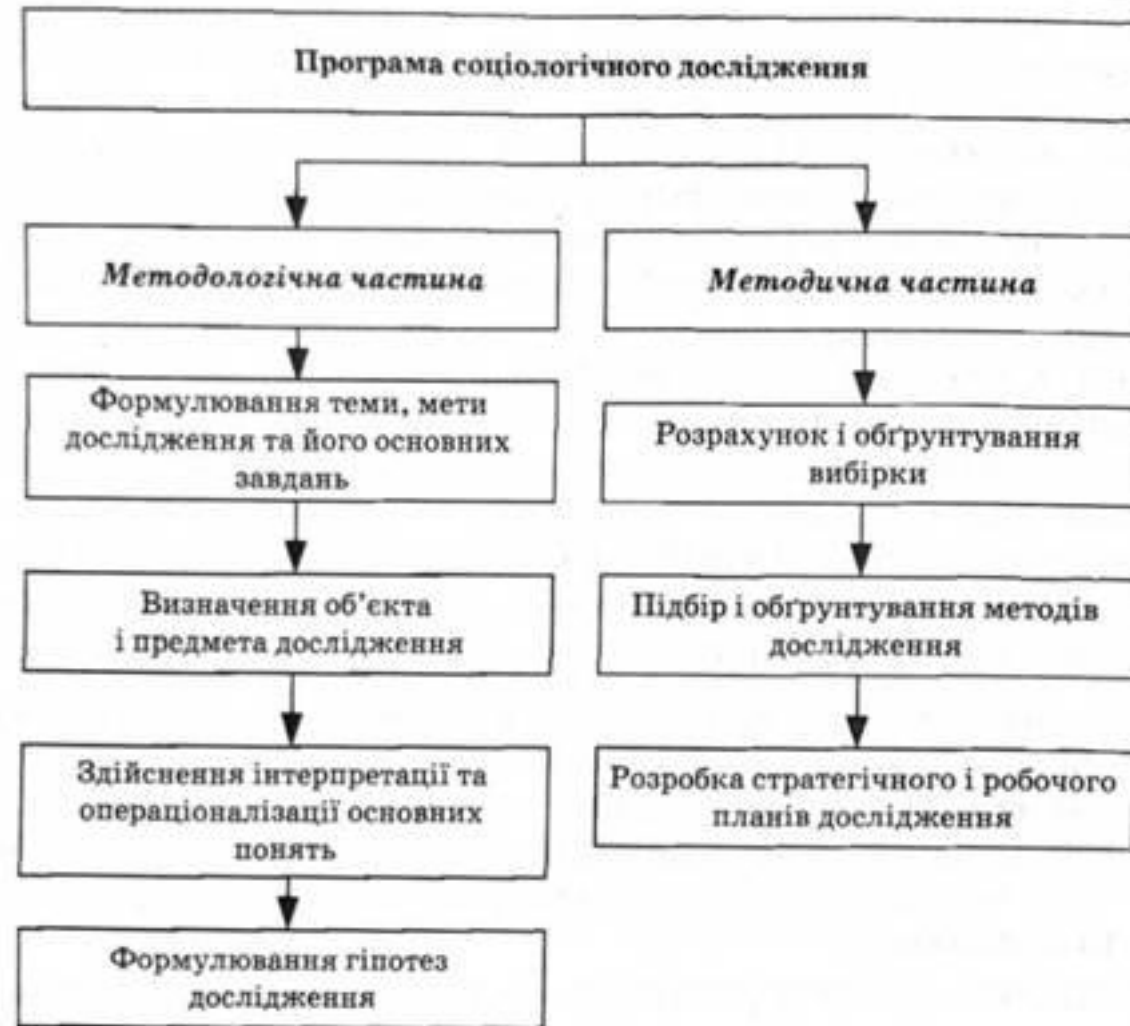 Програма соціологічного дослідження
Методологічна частина
Формулювання теми, мети
дослідження та його основних
завдань
Визначення об’єкта
і предмета дослідження
Здійснення інтерпретації та
операціоналізації основних
понять
Формулювання гіпотез
дослідження
Методична частина
Розрахунок і обґрунтування
вибірки
Підбір і обґрунтування методів
дослідження
Розробка стратегічного і робочого
планів дослідження